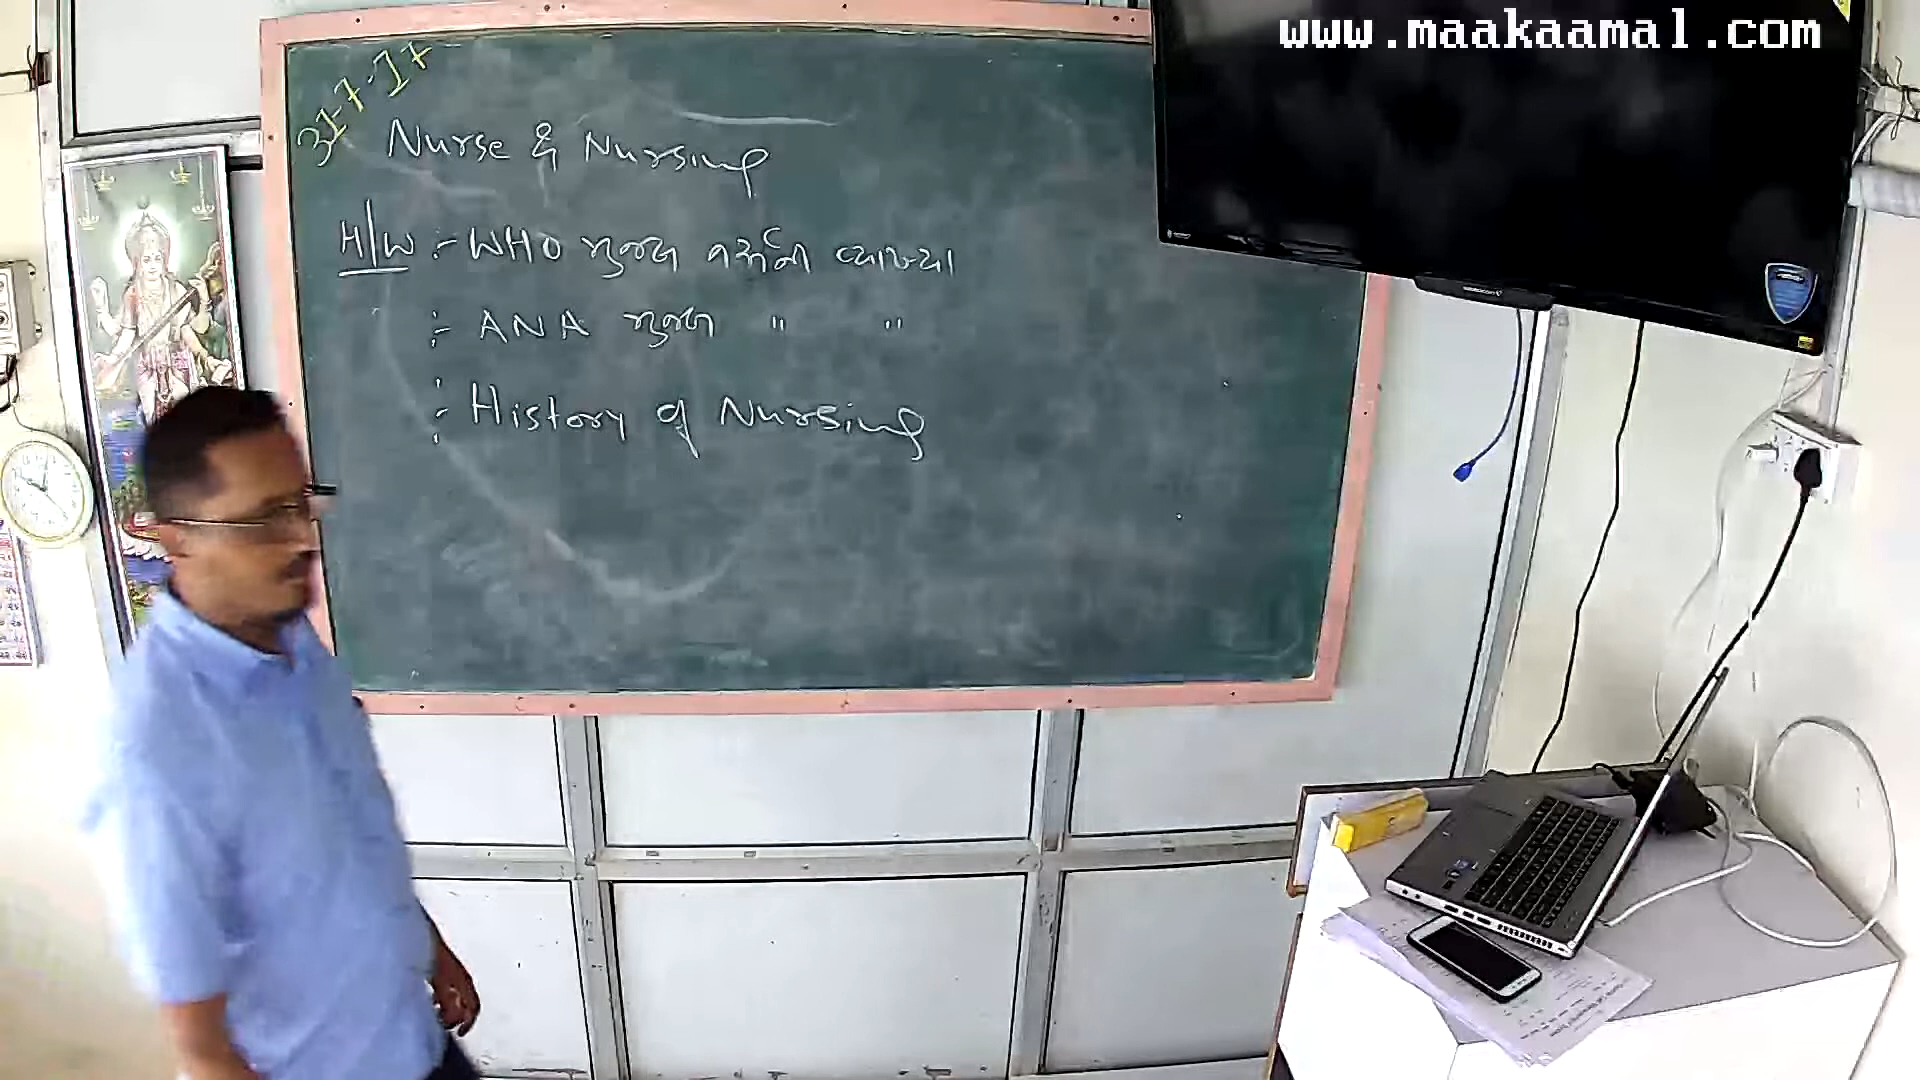 www.maakaamal.com
31-7-17
Nurse & Nursing
H/W :- WHO મુજબ નર્સની વ્યાખ્યા
:- ANA મુજબ " "
:- History of Nursing